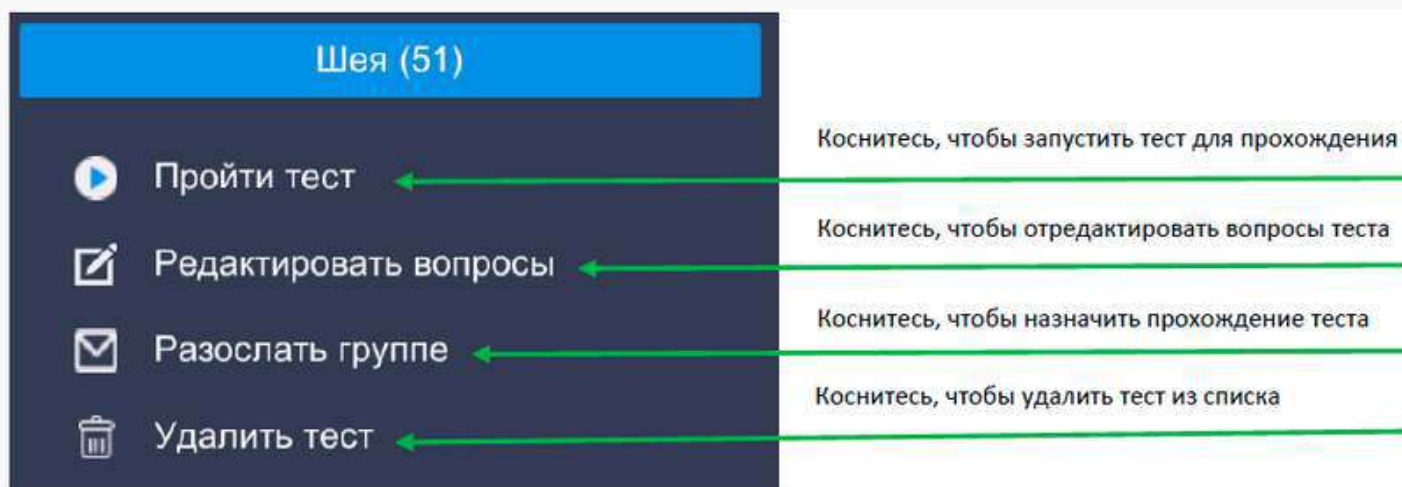 Шея (51)
Коснитесь, чтобы запустить тест для прохождения
Пройти тест
Коснитесь, чтобы отредактировать вопросы теста
Редактировать вопросы
Коснитесь, чтобы назначить прохождение теста
Разослать группе
Коснитесь, чтобы удалить тест из списка
Удалить тест